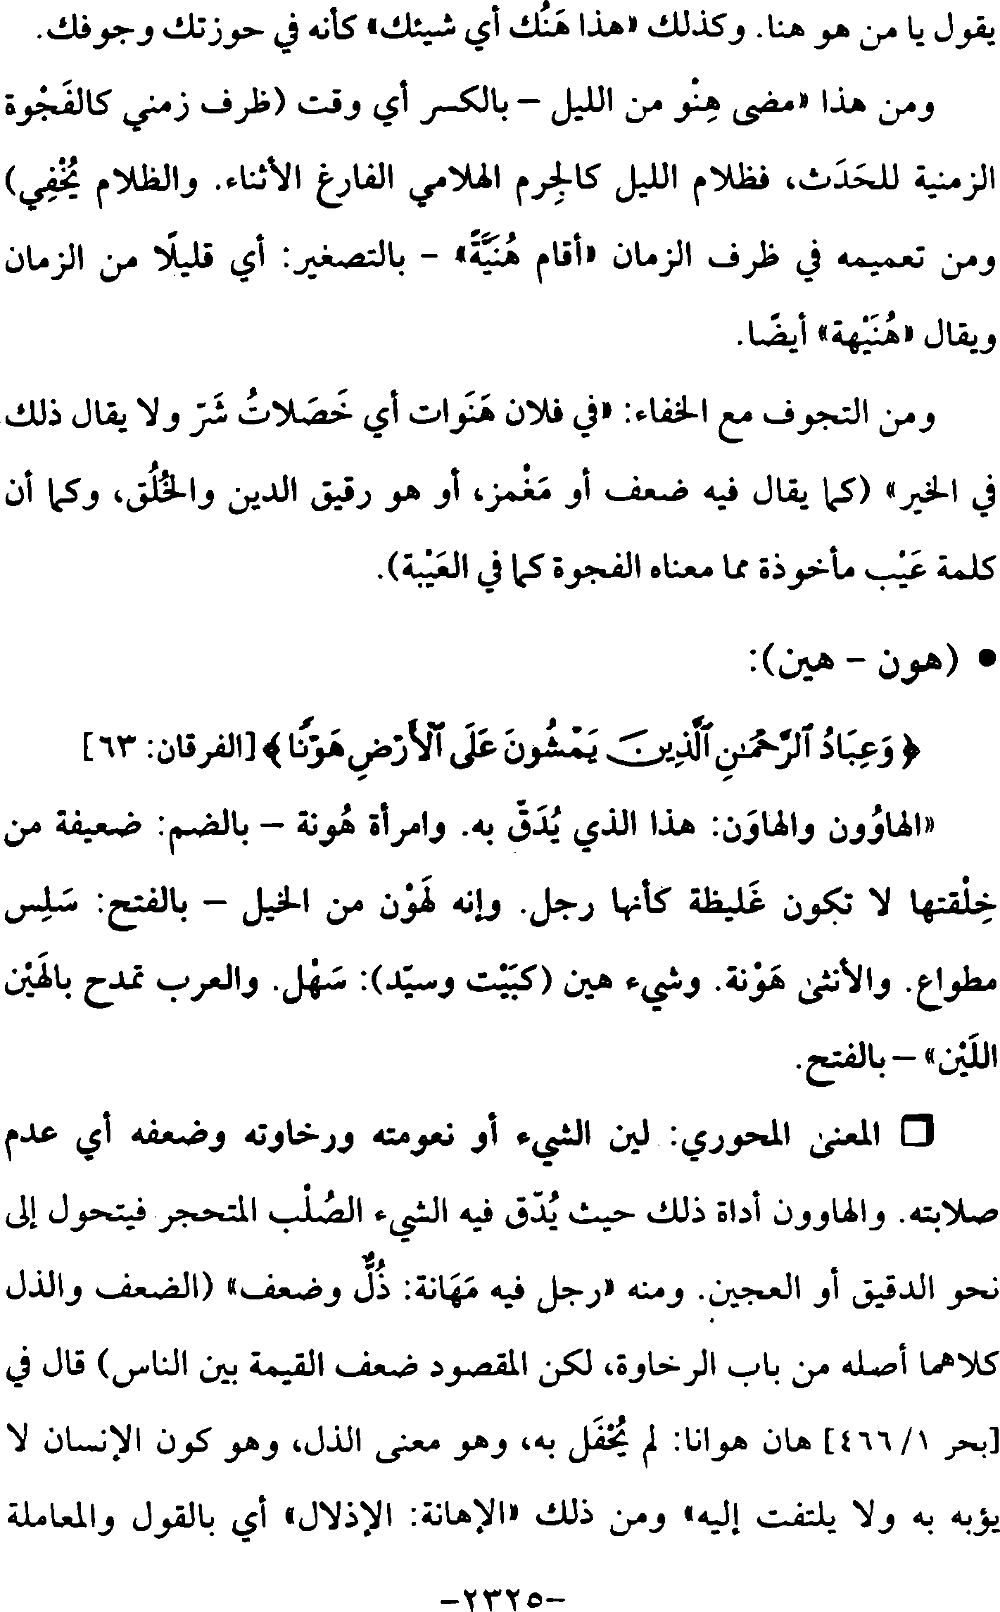 يقول يا من هو هنا. وكذلك «هذا هَنُك أي شيئك» كأنه في حوزتك وجوفك.
ومن هذا «مضى هِنْو من الليل – بالكسر أي وقت (ظرف زمني كالفَجْوة
الزمنية للحَدَث، فظلام الليل كالجِرم الهلامي الفارغ الأثناء. والظلام يُخْفِي)
ومن تعميمه في ظرف الزمان «أقام هُنَيَّةً» – بالتصغير: أي قليلًا من الزمان
ويقال «هُنَيْهة» أيضًا.
ومن التجوف مع الخفاء: «في فلان هَنَوات أي خَصَلاتُ شَرّ ولا يقال ذلك
في الخير» (كما يقال فيه ضعف أو مَغْمز، أو هو رقيق الدين والخُلُق، وكما أن
كلمة عَيْب مأخوذة مما معناه الفجوة كما في العَيْبة).
• (هون – هين):
﴿وَعِبَادُ ٱلرَّحْمَٰنِ ٱلَّذِينَ يَمْشُونَ عَلَى ٱلْأَرْضِ هَوْنًا﴾ [الفرقان: ٦٣]
«الهاوُون والهاوَن: هذا الذي يُدَقّ به. وامرأة هُونة – بالضم: ضعيفة من
خِلْقتها لا تكون غَليظة كأنها رجل. وإنه لَهَوْن من الخيل – بالفتح: سَلِس
مطواع. والأنثىٰ هَوْنة. وشيء هين (كبَيْت وسيّد): سَهْل. والعرب تمدح بالهَيْن
اللَيْن» – بالفتح.
❒ المعنىٰ المحوري: لين الشيء أو نعومته ورخاوته وضعفه أي عدم
صلابته. والهاوون أداة ذلك حيث يُدّق فيه الشيء الصُلْب المتحجر فيتحول إلى
نحو الدقيق أو العجين. ومنه «رجل فيه مَهَانة: ذُلٌّ وضعف» (الضعف والذل
كلاهما أصله من باب الرخاوة، لكن المقصود ضعف القيمة بين الناس) قال في
[بحر ١/ ٤٦٦] هان هوانا: لم يُحْفَل به، وهو معنى الذل، وهو كون الإنسان لا
يؤبه به ولا يلتفت إليه» ومن ذلك «الإهانة: الإذلال» أي بالقول والمعاملة
–٢٣٢٥–